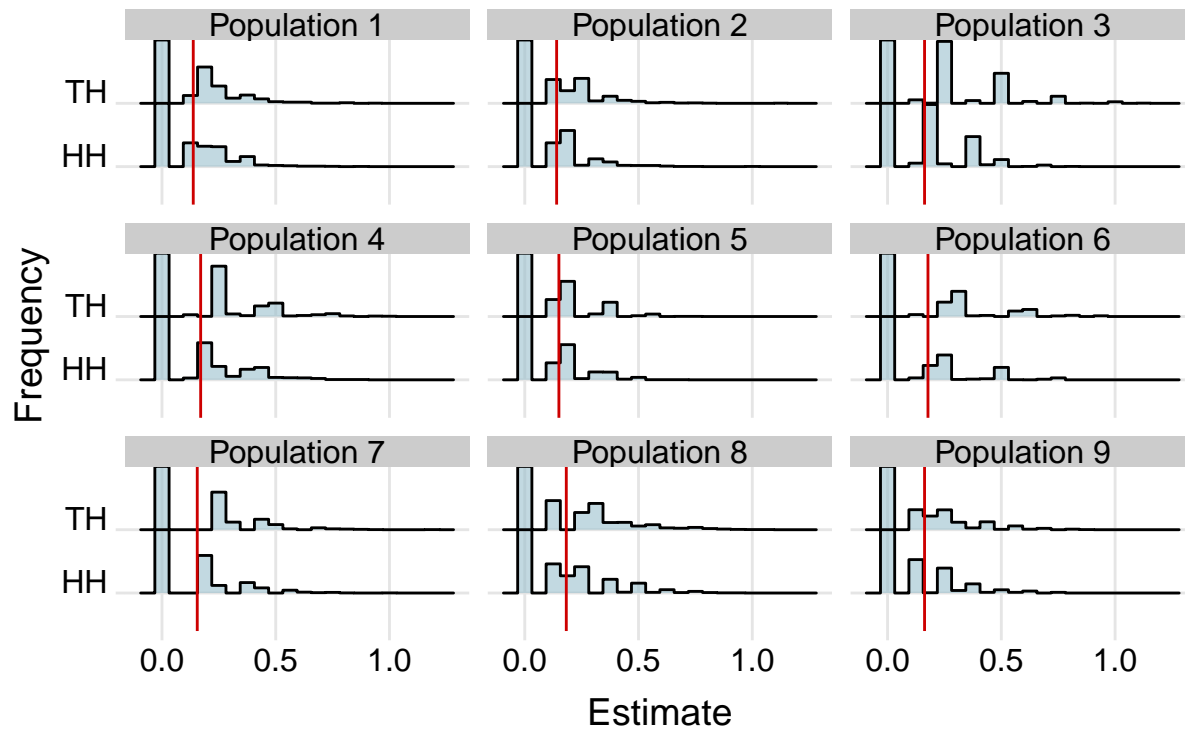 Population 1
Population 2
Population 3
TH
HH
Population 4
Population 5
Population 6
TH
HH
Frequency
Population 7
Population 8
Population 9
TH
HH
0.0 0.5 1.0
0.0 0.5 1.0
0.0 0.5 1.0
Estimate